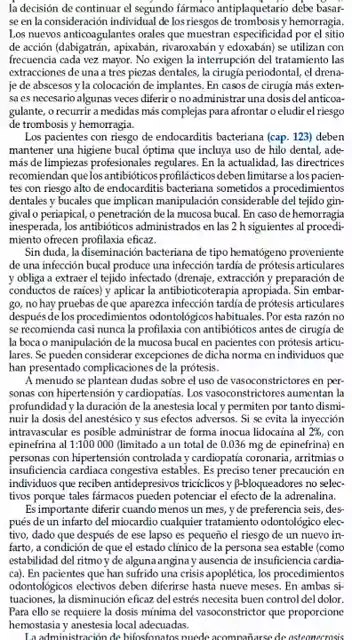 la decisión de continuar el segundo fármaco antiplaquetario debe basar-
se en la consideración individual de los riesgos de trombosis y hemorragia.
Los nuevos anticoagulantes orales que muestran especificidad por el sitio
de acción (dabigatrán, apixabán, rivaroxabán y edoxabán) se utilizan con
frecuencia cada vez mayor. No exigen la interrupción del tratamiento las
extracciones de una a tres piezas dentales, la cirugía periodontal, el drena-
je de abscesos y la colocación de implantes. En casos de cirugía más exten-
sa es necesario algunas veces diferir o no administrar una dosis del anticoa-
gulante, o recurrir a medidas más complejas para afrontar o eludir el riesgo
de trombosis y hemorragia.
Los pacientes con riesgo de endocarditis bacteriana (cap. 123) deben
mantener una higiene bucal óptima que incluya uso de hilo dental, ade-
más de limpiezas profesionales regulares. En la actualidad, las directrices
recomiendan que los antibióticos profilácticos deben limitarse a los pacien-
tes con riesgo alto de endocarditis bacteriana sometidos a procedimientos
dentales y bucales que implican manipulación considerable del tejido gin-
gival o periapical, o penetración de la mucosa bucal. En caso de hemorragia
inesperada, los antibióticos administrados en las 2 h siguientes al procedi-
miento ofrecen profilaxia eficaz.
Sin duda, la diseminación bacteriana de tipo hematógeno proveniente
de una infección bucal produce una infección tardía de prótesis articulares
y obliga a extraer el tejido infectado (drenaje, extracción y preparación de
conductos de raíces) y aplicar la antibioticoterapia apropiada. Sin embar-
go, no hay pruebas de que aparezca infección tardía de prótesis articulares
después de los procedimientos odontológicos habituales. Por esta razón no
se recomienda casi nunca la profilaxia con antibióticos antes de cirugía de
la boca o manipulación de la mucosa bucal en pacientes con prótesis articu-
lares. Se pueden considerar excepciones de dicha norma en individuos que
han presentado complicaciones de la prótesis.
A menudo se plantean dudas sobre el uso de vasoconstrictores en per-
sonas con hipertensión y cardiopatías. Los vasoconstrictores aumentan la
profundidad y la duración de la anestesia local y permiten por tanto dismi-
nuir la dosis del anestésico y sus efectos adversos. Si se evita la inyección
intravascular es posible administrar de forma inocua lidocaína al 2%, con
epinefrina al 1:100 000 (limitado a un total de 0.036 mg de epinefrina) en
personas con hipertensión controlada y cardiopatía coronaria, arritmias o
insuficiencia cardiaca congestiva estables. Es preciso tener precaución en
individuos que reciben antidepresivos tricíclicos y β-bloqueadores no selec-
tivos porque tales fármacos pueden potenciar el efecto de la adrenalina.
Es importante diferir cuando menos un mes, y de preferencia seis, des-
pués de un infarto del miocardio cualquier tratamiento odontológico elec-
tivo, dado que después de ese lapso es pequeño el riesgo de un nuevo in-
farto, a condición de que el estado clínico de la persona sea estable (como
estabilidad del ritmo y de alguna angina y ausencia de insuficiencia cardia-
ca). En pacientes que han sufrido una crisis apoplética, los procedimientos
odontológicos electivos deben diferirse hasta nueve meses. En ambas si-
tuaciones, la disminución eficaz del estrés necesita buen control del dolor.
Para ello se requiere la dosis mínima del vasoconstrictor que proporcione
hemostasia y anestesia local adecuadas.
La administración de bifosfonatos puede acompañarse de osteonecrosis